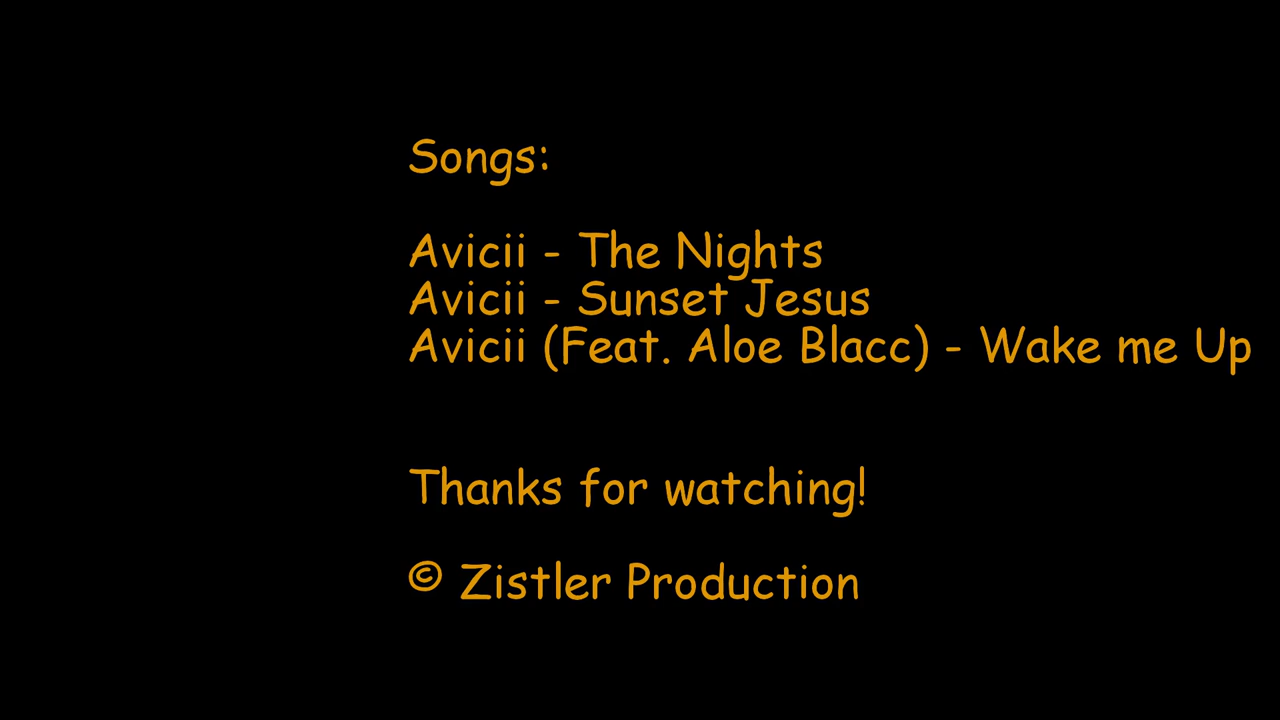 Songs:
Avicii - The Nights
Avicii - Sunset Jesus
Avicii (Feat. Aloe Blacc) - Wake me Up
Thanks for watching!
© Zistler Production